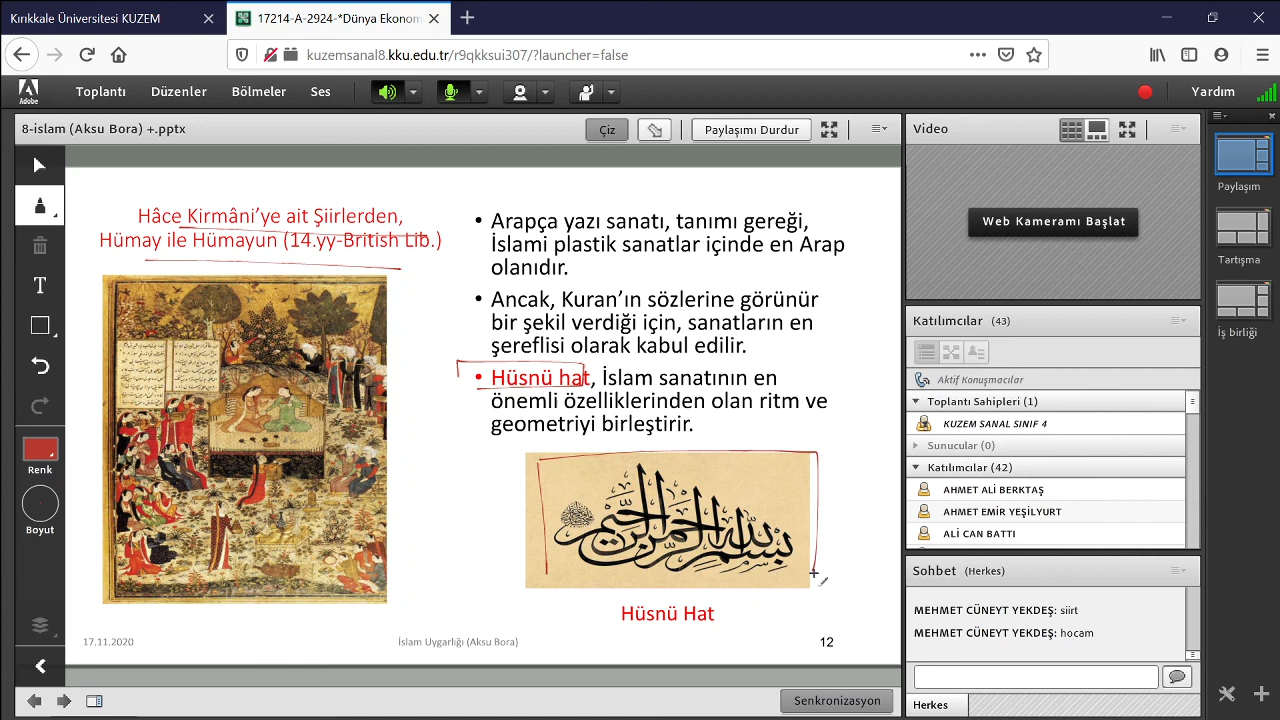 Kırıkkale Üniversitesi KUZEM
17214-A-2924-*Dünya Ekonom
kuzemsanal8.kku.edu.tr/r9qkksui307/?launcher=false
Adobe
Toplantı
Düzenler
Bölmeler
Ses
Yardım
8-islam (Aksu Bora) +.pptx
Çiz
Paylaşımı Durdur
Hâce Kirmâni’ye ait Şiirlerden,
Hümay ile Hümayun (14.yy-British Lib.)
• Arapça yazı sanatı, tanımı gereği,
İslami plastik sanatlar içinde en Arap
olanıdır.
• Ancak, Kuran’ın sözlerine görünür
bir şekil verdiği için, sanatların en
şereflisi olarak kabul edilir.
• Hüsnü hat, İslam sanatının en
önemli özelliklerinden olan ritm ve
geometriyi birleştirir.
بسم الله الرحمن الرحيم
Hüsnü Hat
17.11.2020
İslam Uygarlığı (Aksu Bora)
12
Renk
Boyut
Senkronizasyon
Video
Web Kameramı Başlat
Katılımcılar (43)
Aktif Konuşmacılar
Toplantı Sahipleri (1)
KUZEM SANAL SINIF 4
Sunucular (0)
Katılımcılar (42)
AHMET ALİ BERKTAŞ
AHMET EMİR YEŞİLYURT
ALİ CAN BATTI
Sohbet (Herkes)
MEHMET CÜNEYT YEKDEŞ: siirt
MEHMET CÜNEYT YEKDEŞ: hocam
Herkes
Paylaşım
Tartışma
İş birliği